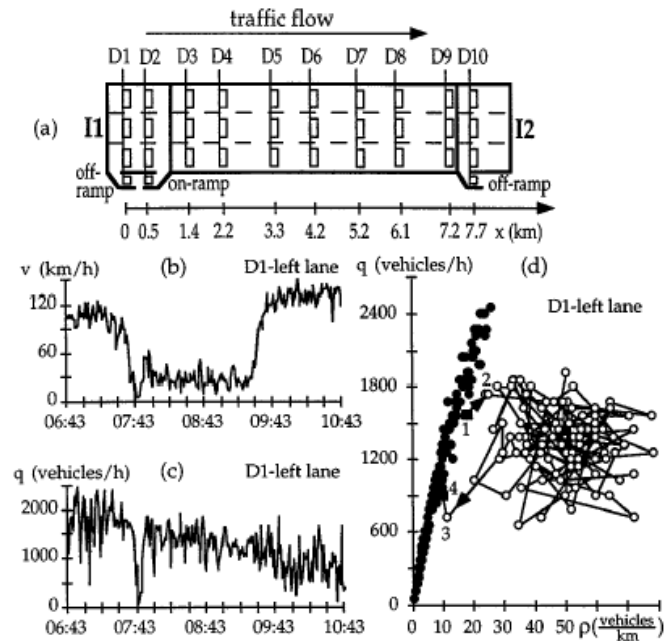 traffic flow
D1 D2 D3 D4 D5 D6 D7 D8 D9 D10
(a) I1 I2
off-ramp on-ramp off-ramp
0 0.5 1.4 2.2 3.3 4.2 5.2 6.1 7.2 7.7 x (km)
v (km/h) (b) D1-left lane
120
60
0
06:43 07:43 08:43 09:43 10:43
q (vehicles/h) (c) D1-left lane
2000
1000
0
06:43 07:43 08:43 09:43 10:43
q (vehicles/h) (d)
D1-left lane
2400
1800
1200
600
0
2
1
4
3
0 10 20 30 40 50 ρ(vehicles/km)